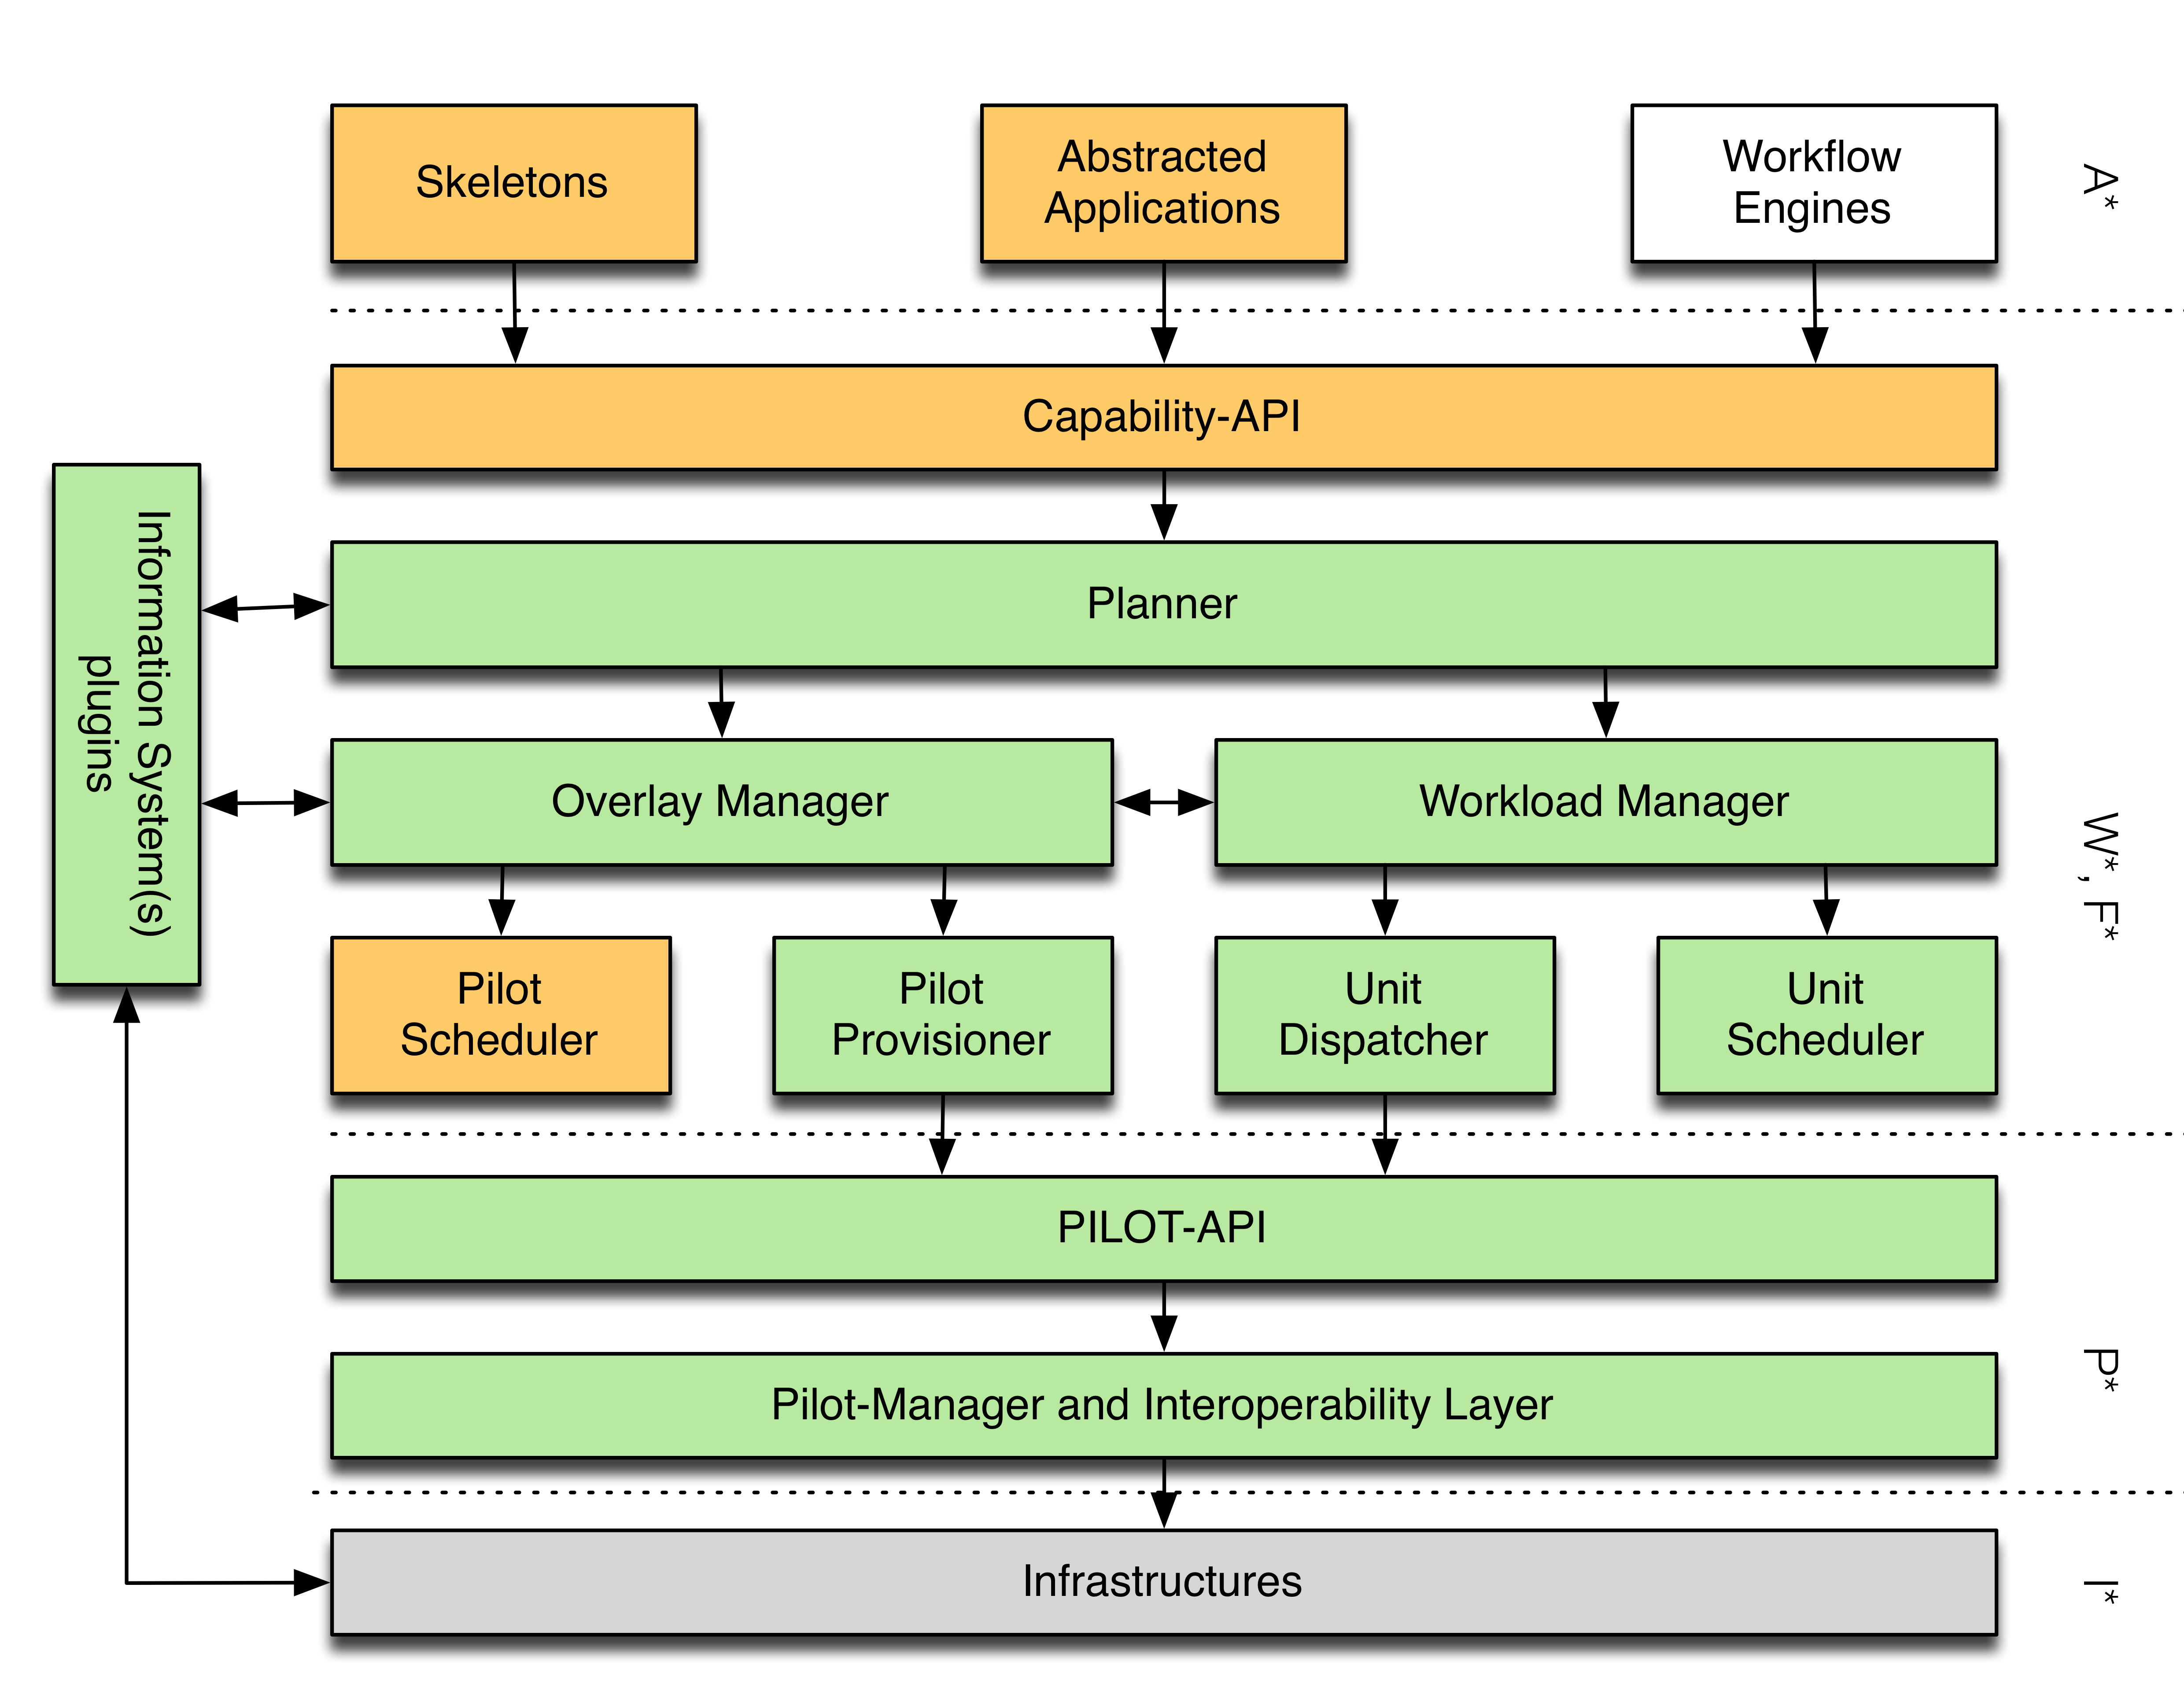 Skeletons
Abstracted
Applications
Workflow
Engines
A*
Capability-API
Information System(s)
plugins
Planner
Overlay Manager
Workload Manager
W*, F*
Pilot
Scheduler
Pilot
Provisioner
Unit
Dispatcher
Unit
Scheduler
PILOT-API
Pilot-Manager and Interoperability Layer
P*
Infrastructures
I*